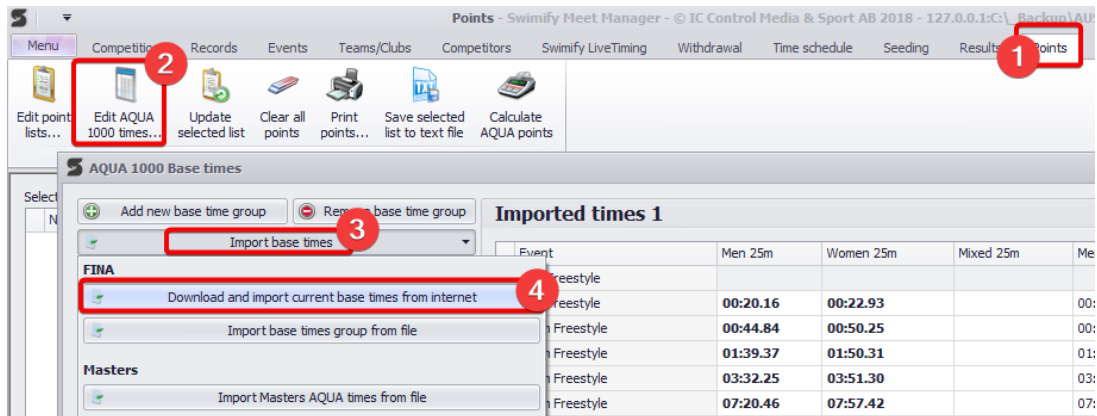 Points - Swimify Meet Manager - © IC Control Media & Sport AB 2018 - 127.0.0.1:C:\_Backup\AUS
Menu Competition Records Events Teams/Clubs Competitors Swimify LiveTiming Withdrawal Time schedule Seeding Results Points
1
2
Edit point lists...
Edit AQUA 1000 times...
Update selected list
Clear all points
Print points...
Save selected list to text file
Calculate AQUA points
AQUA 1000 Base times
Select
N
Add new base time group
Remove base time group
Imported times 1
Import base times
3
Event Men 25m Women 25m Mixed 25m Me
FINA
Freestyle
Download and import current base times from internet
4
Freestyle 00:20.16 00:22.93 00:
Import base times group from file
Freestyle 00:44.84 00:50.25 00:
Freestyle 01:39.37 01:50.31 01:
Masters
Freestyle 03:32.25 03:51.30 03:
Import Masters AQUA times from file
Freestyle 07:20.46 07:57.42 07: